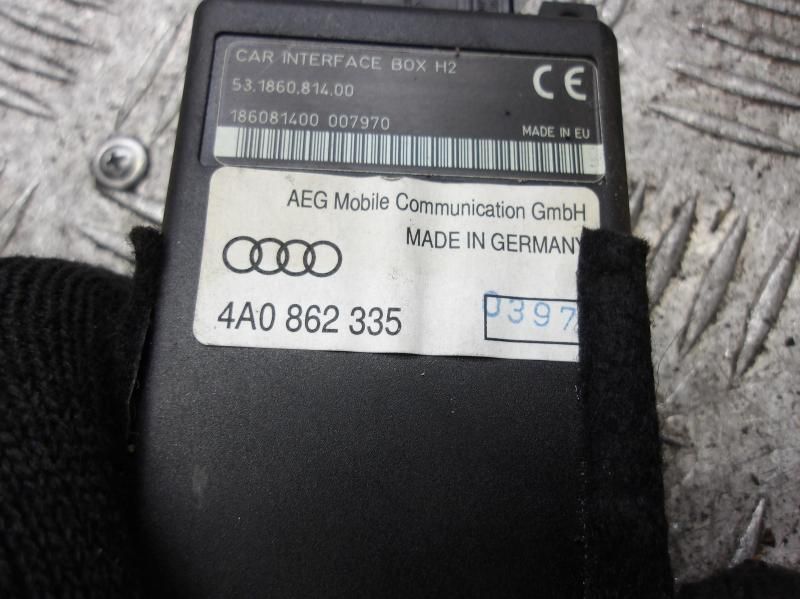 CAR INTERFACE BOX H2
53.1860.814.00
186081400 007970
CE
MADE IN EU
AEG Mobile Communication GmbH
MADE IN GERMANY
4A0 862 335
0397